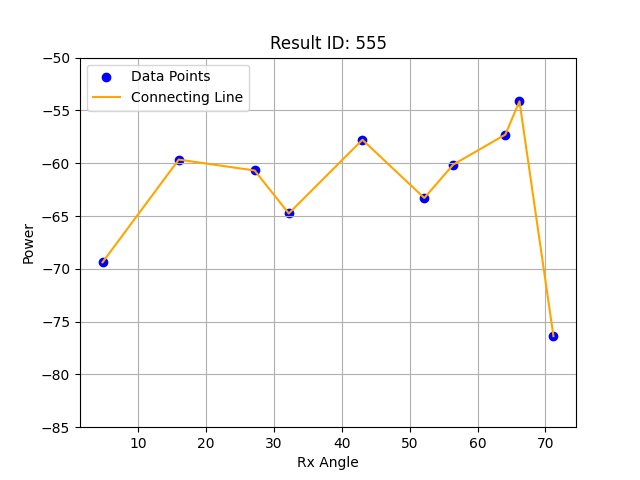 Result ID: 555
Data Points
Connecting Line
−50
−55
−60
−65
−70
−75
−80
−85
Power
10 20 30 40 50 60 70
Rx Angle